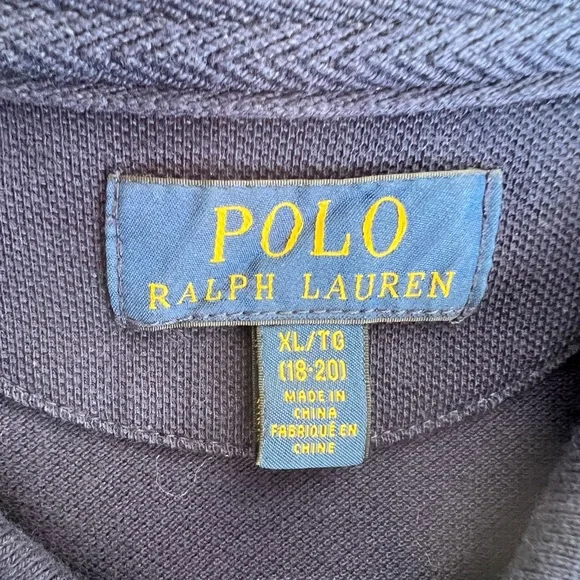 POLO
RALPH LAUREN
XL/TG
(18-20)
MADE IN
CHINA
FABRIQUÉ EN
CHINE